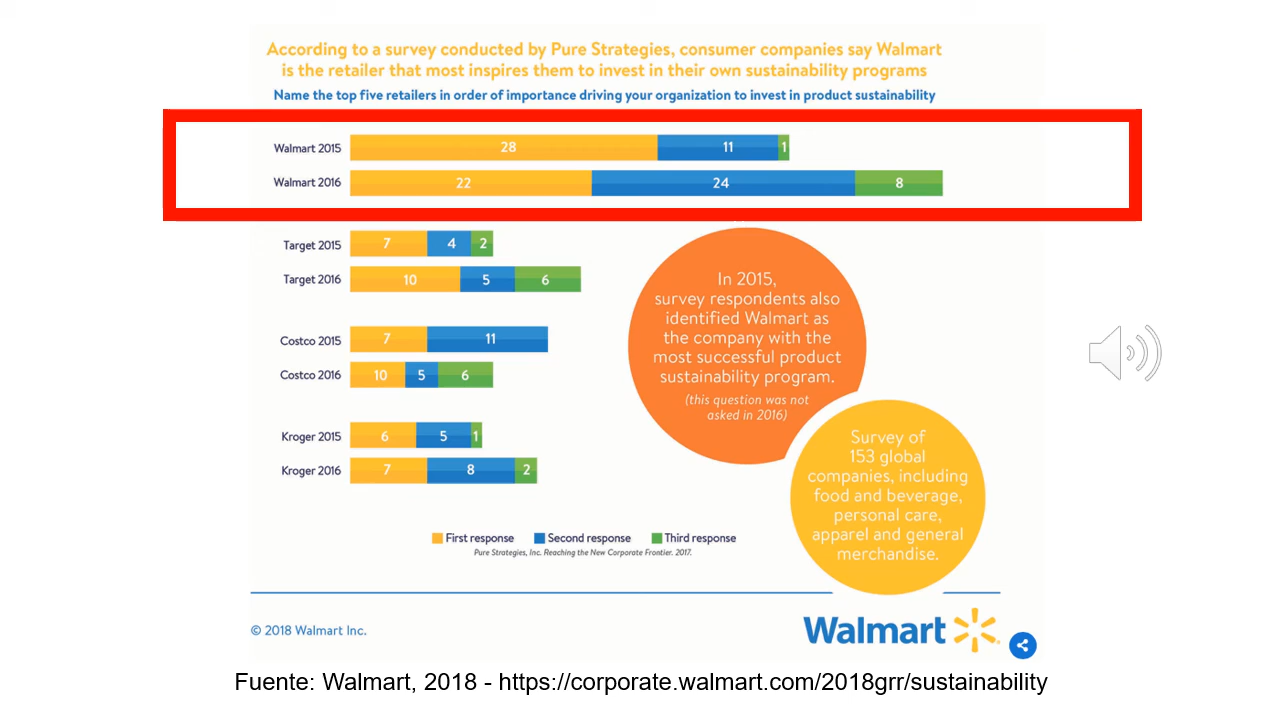 According to a survey conducted by Pure Strategies, consumer companies say Walmart
is the retailer that most inspires them to invest in their own sustainability programs
Name the top five retailers in order of importance driving your organization to invest in product sustainability
Walmart 2015 28 11 1
Walmart 2016 22 24 8
Target 2015 7 4 2
Target 2016 10 5 6
Costco 2015 7 11
Costco 2016 10 5 6
Kroger 2015 6 5 1
Kroger 2016 7 8 2
In 2015,
survey respondents also
identified Walmart as
the company with the
most successful product
sustainability program.
(this question was not
asked in 2016)
Survey of
153 global
companies, including
food and beverage,
personal care,
apparel and general
merchandise.
First response Second response Third response
Pure Strategies, Inc. Reaching the New Corporate Frontier. 2017.
© 2018 Walmart Inc.
Walmart
Fuente: Walmart, 2018 - https://corporate.walmart.com/2018grr/sustainability